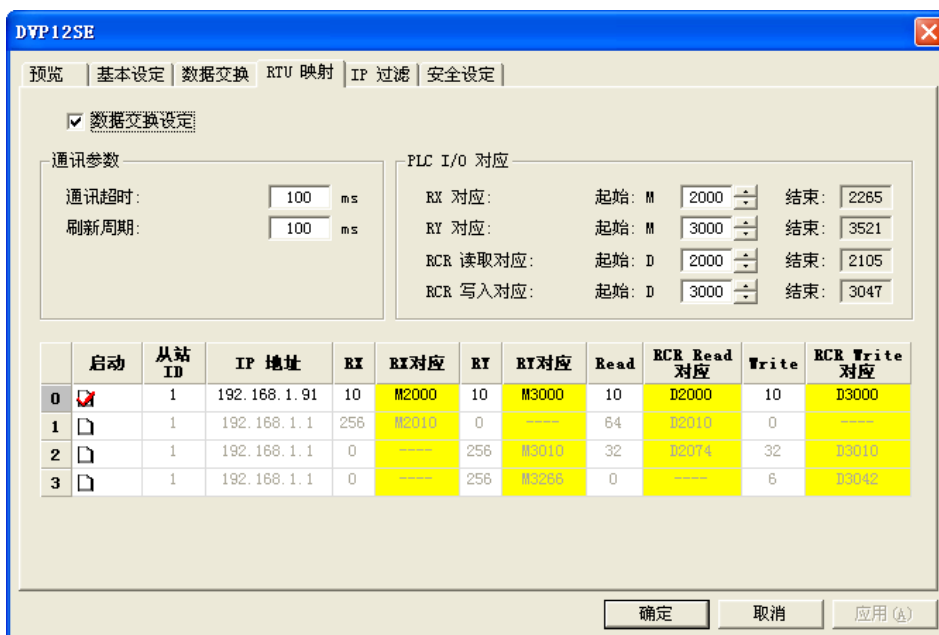 DVP12SE
预览 基本设定 数据交换 RTU 映射 IP 过滤 安全设定
数据交换设定
通讯参数
通讯超时: 100 ms
刷新周期: 100 ms
PLC I/O 对应
RX 对应: 起始: M 2000 结束: 2265
RY 对应: 起始: M 3000 结束: 3521
RCR 读取对应: 起始: D 2000 结束: 2105
RCR 写入对应: 起始: D 3000 结束: 3047
启动 从站 ID IP 地址 RX RX对应 RY RY对应 Read RCR Read 对应 Write RCR Write 对应
0 1 192.168.1.91 10 M2000 10 M3000 10 D2000 10 D3000
1 1 192.168.1.1 256 M2010 0 ---- 64 D2010 0 ----
2 1 192.168.1.1 0 ---- 256 M3010 32 D2074 32 D3010
3 1 192.168.1.1 0 ---- 256 M3266 0 ---- 6 D3042
确定 取消 应用(A)